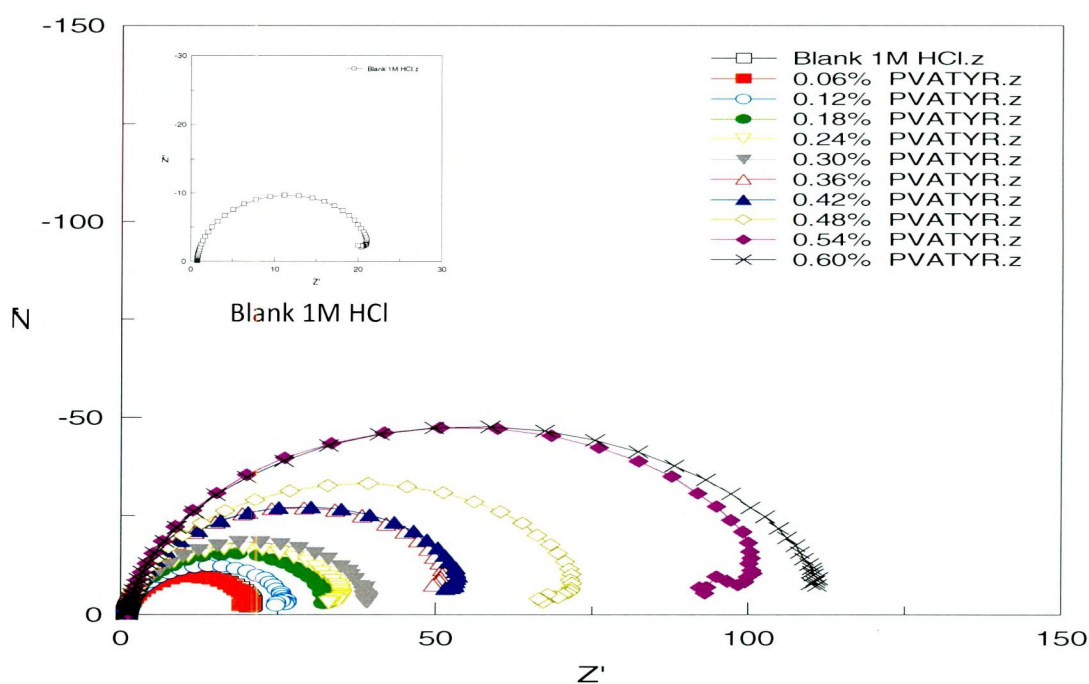 -150
-100
-50
0
0
50
100
150
Z'
-30
-20
-10
0
0
10
20
30
Z'
Blank 1M HCl.z
Blank 1M HCl
Blank 1M HCl.z
0.06% PVATYR.z
0.12% PVATYR.z
0.18% PVATYR.z
0.24% PVATYR.z
0.30% PVATYR.z
0.36% PVATYR.z
0.42% PVATYR.z
0.48% PVATYR.z
0.54% PVATYR.z
0.60% PVATYR.z